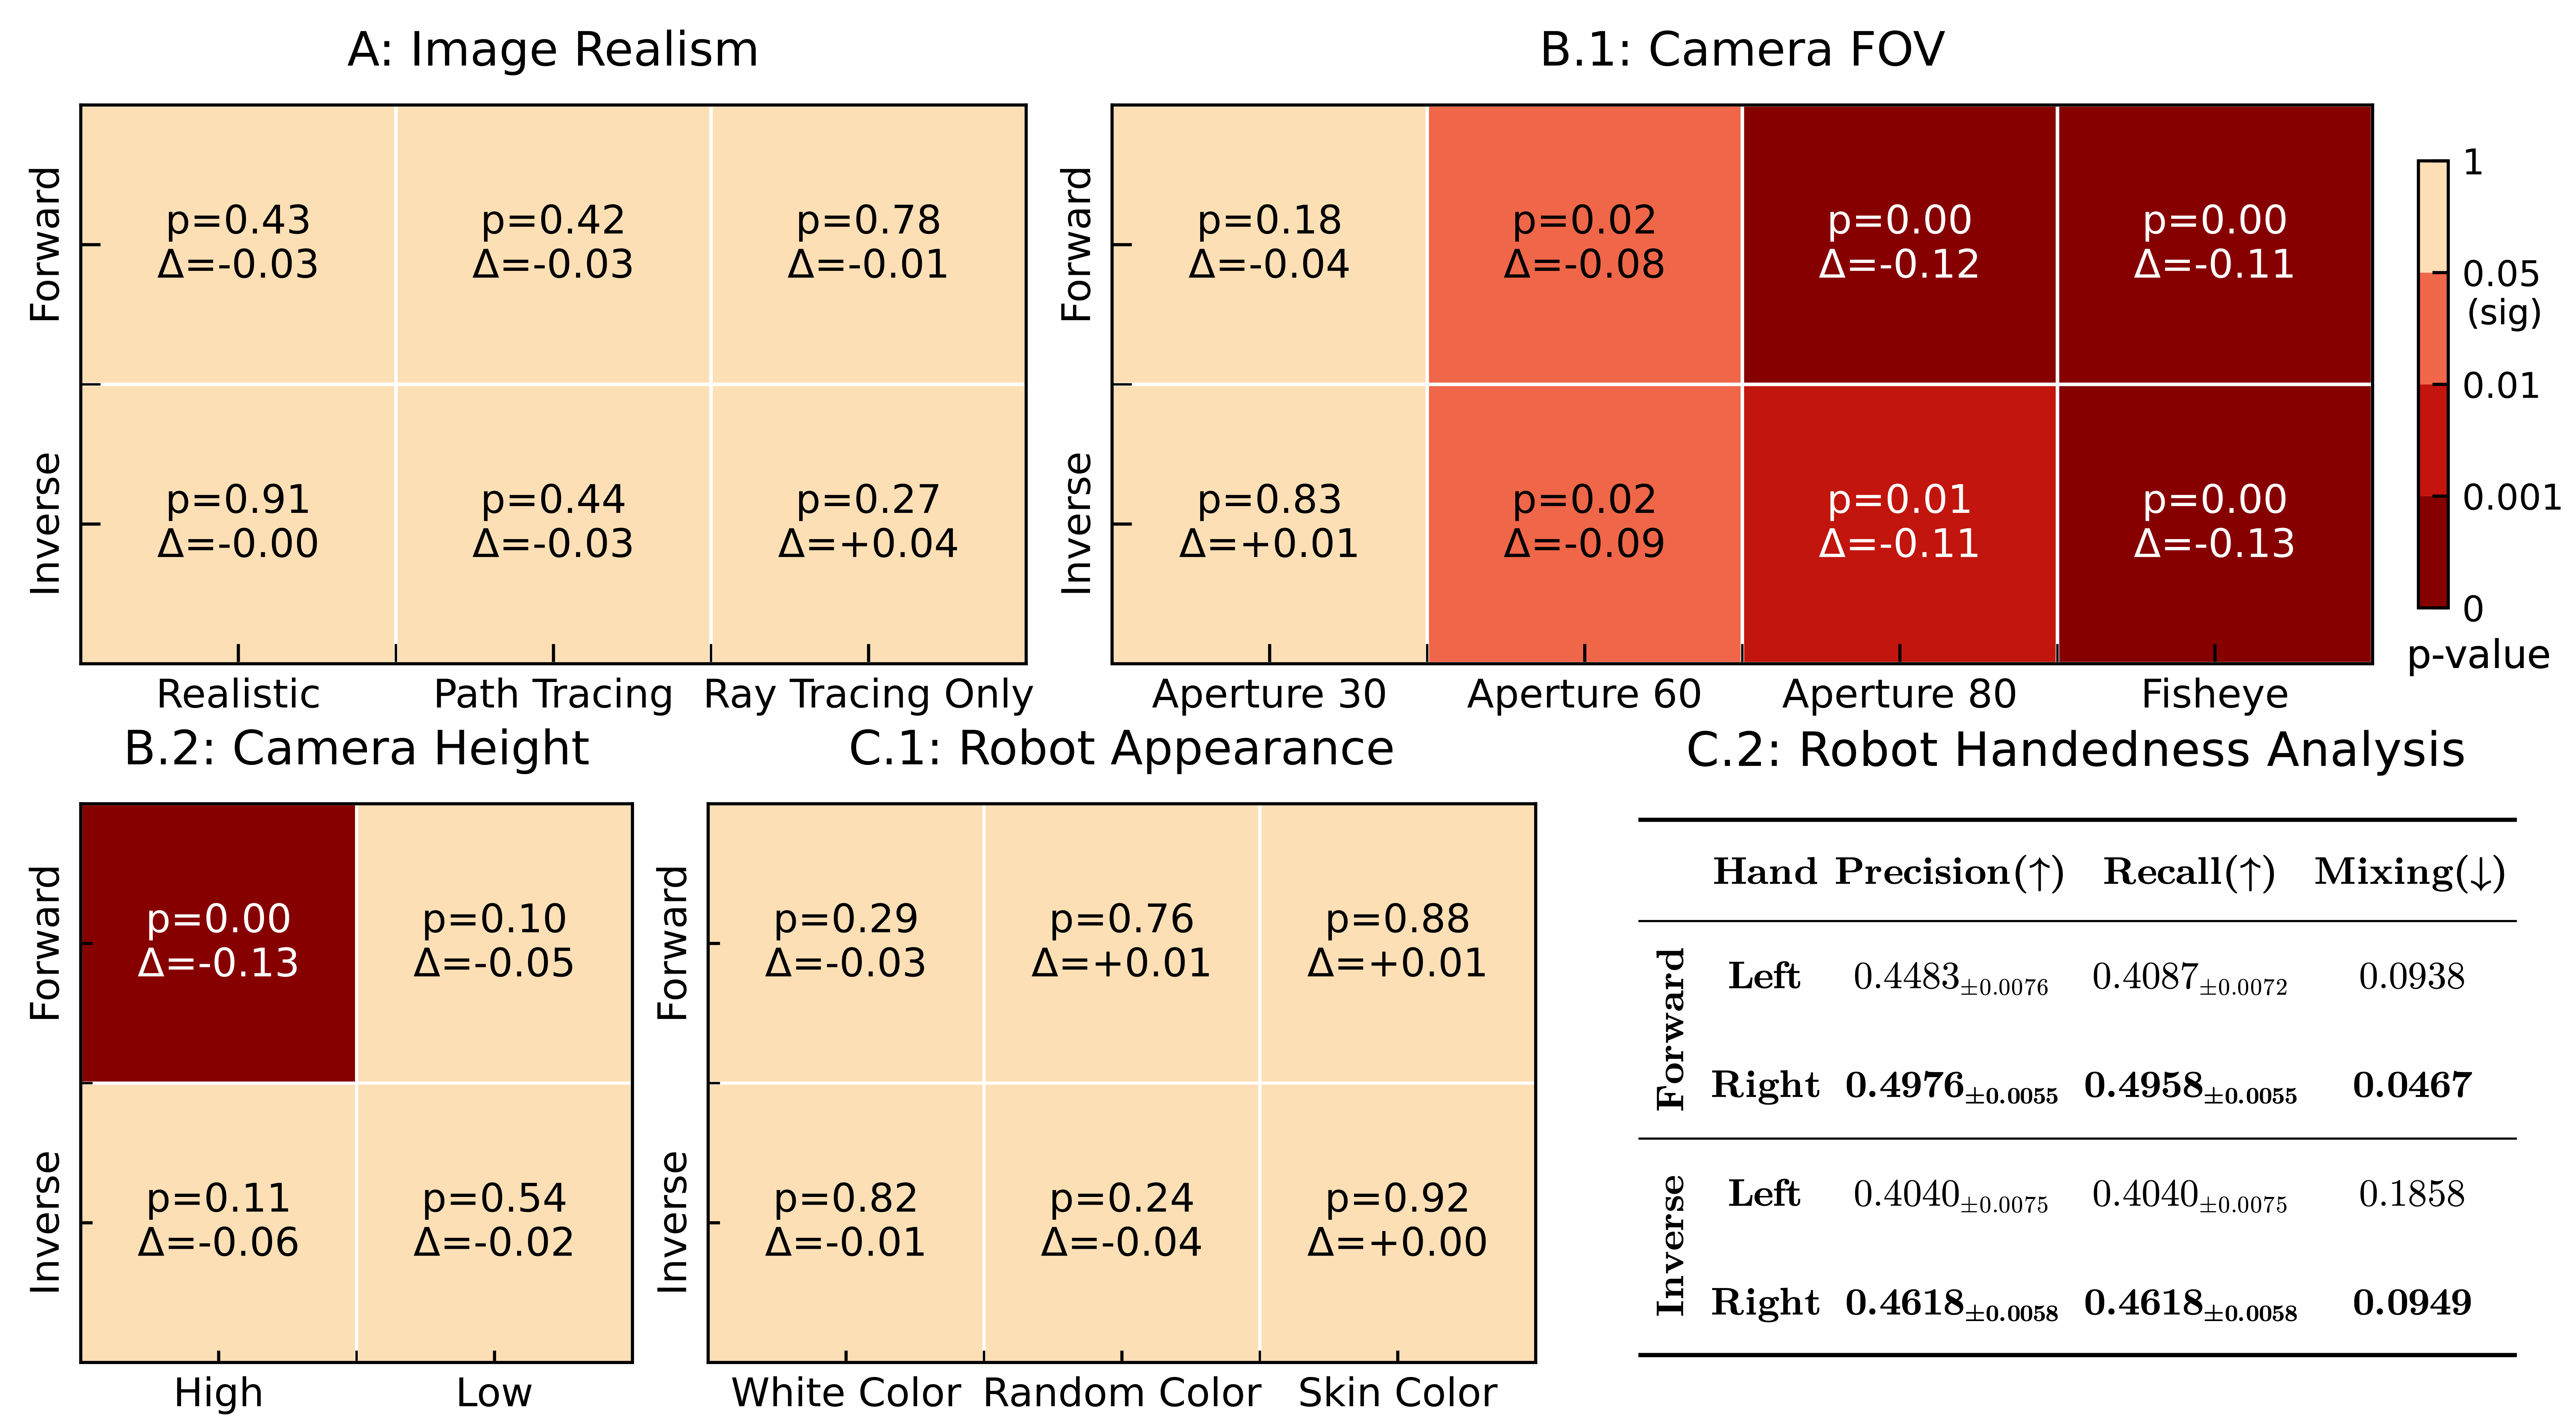 A: Image Realism
Forward
p=0.43
Δ=-0.03
p=0.42
Δ=-0.03
p=0.78
Δ=-0.01
Inverse
p=0.91
Δ=-0.00
p=0.44
Δ=-0.03
p=0.27
Δ=+0.04
Realistic
Path Tracing
Ray Tracing Only
B.1: Camera FOV
Forward
p=0.18
Δ=-0.04
p=0.02
Δ=-0.08
p=0.00
Δ=-0.12
p=0.00
Δ=-0.11
Inverse
p=0.83
Δ=+0.01
p=0.02
Δ=-0.09
p=0.01
Δ=-0.11
p=0.00
Δ=-0.13
Aperture 30
Aperture 60
Aperture 80
Fisheye
1
0.05
(sig)
0.01
0.001
0
p-value
B.2: Camera Height
Forward
p=0.00
Δ=-0.13
p=0.10
Δ=-0.05
Inverse
p=0.11
Δ=-0.06
p=0.54
Δ=-0.02
High
Low
C.1: Robot Appearance
Forward
p=0.29
Δ=-0.03
p=0.76
Δ=+0.01
p=0.88
Δ=+0.01
Inverse
p=0.82
Δ=-0.01
p=0.24
Δ=-0.04
p=0.92
Δ=+0.00
White Color
Random Color
Skin Color
C.2: Robot Handedness Analysis
Hand Precision(↑) Recall(↑) Mixing(↓)
Forward
Left 0.4483±0.0076 0.4087±0.0072 0.0938
Right 0.4976±0.0055 0.4958±0.0055 0.0467
Inverse
Left 0.4040±0.0075 0.4040±0.0075 0.1858
Right 0.4618±0.0058 0.4618±0.0058 0.0949